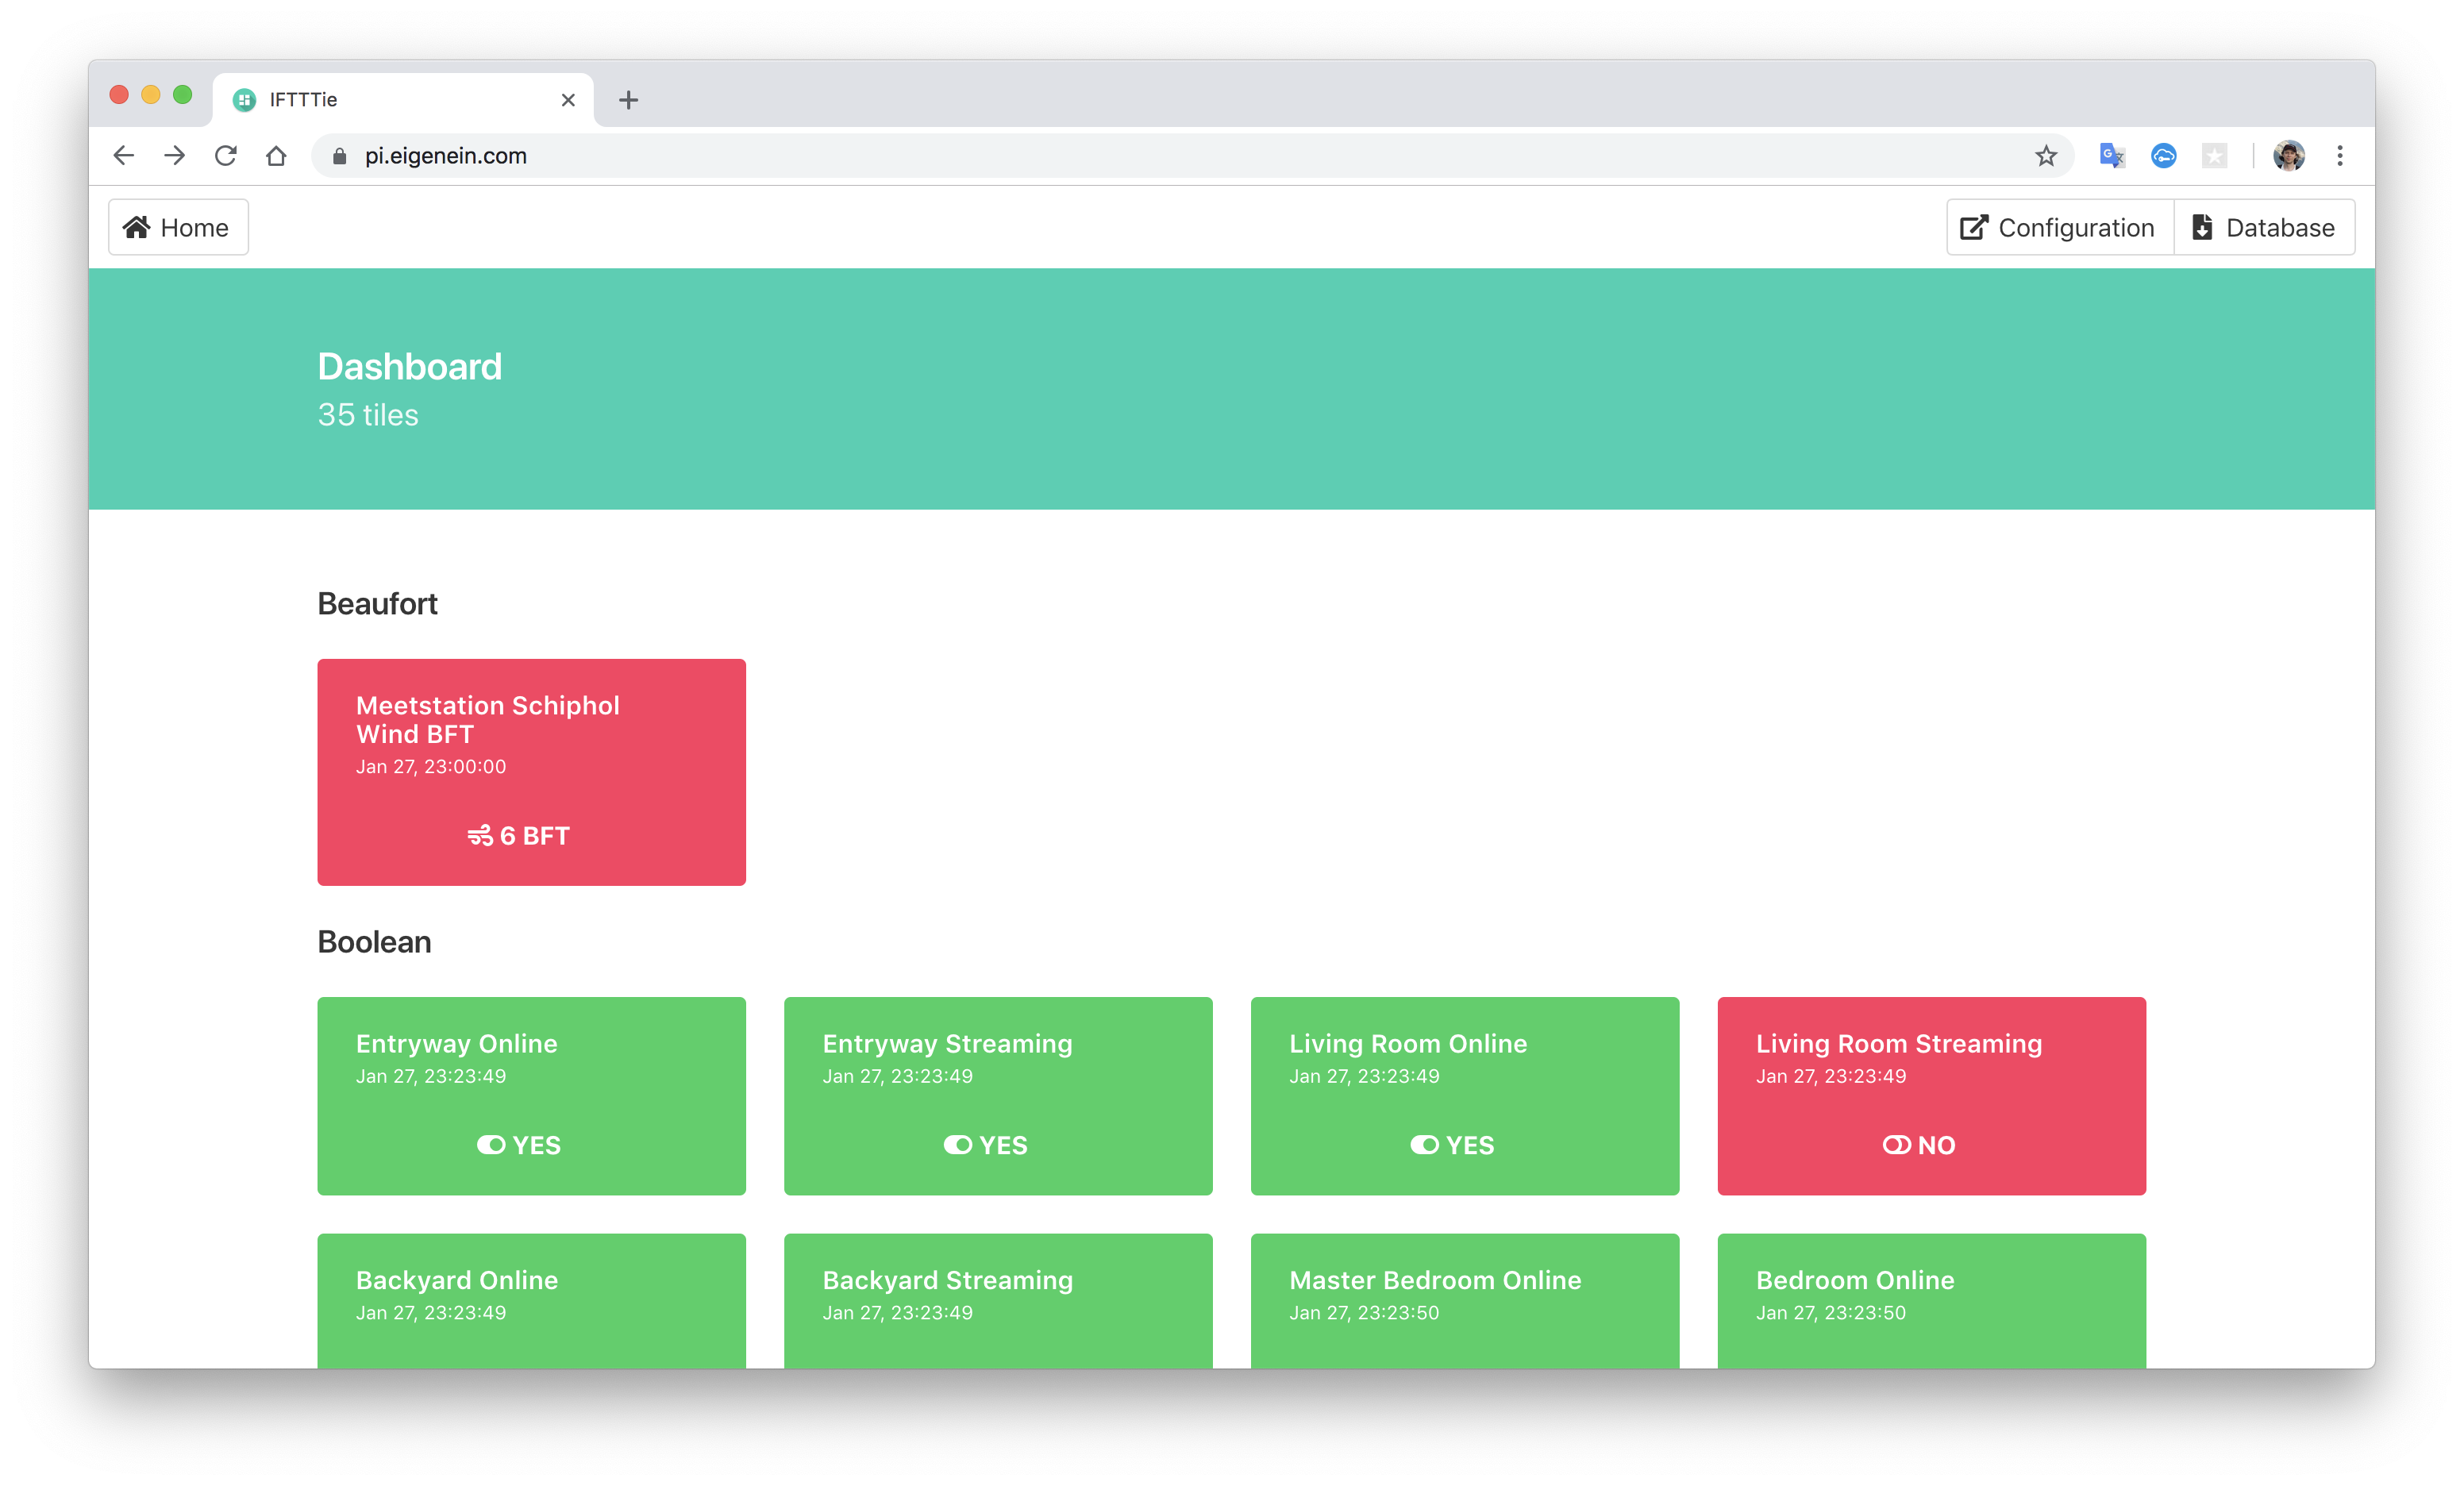 IFTTTie
pi.eigenein.com
Home
Configuration
Database
Dashboard
35 tiles
Beaufort
Meetstation Schiphol
Wind BFT
Jan 27, 23:00:00
6 BFT
Boolean
Entryway Online
Jan 27, 23:23:49
YES
Entryway Streaming
Jan 27, 23:23:49
YES
Living Room Online
Jan 27, 23:23:49
YES
Living Room Streaming
Jan 27, 23:23:49
NO
Backyard Online
Jan 27, 23:23:49
Backyard Streaming
Jan 27, 23:23:49
Master Bedroom Online
Jan 27, 23:23:50
Bedroom Online
Jan 27, 23:23:50